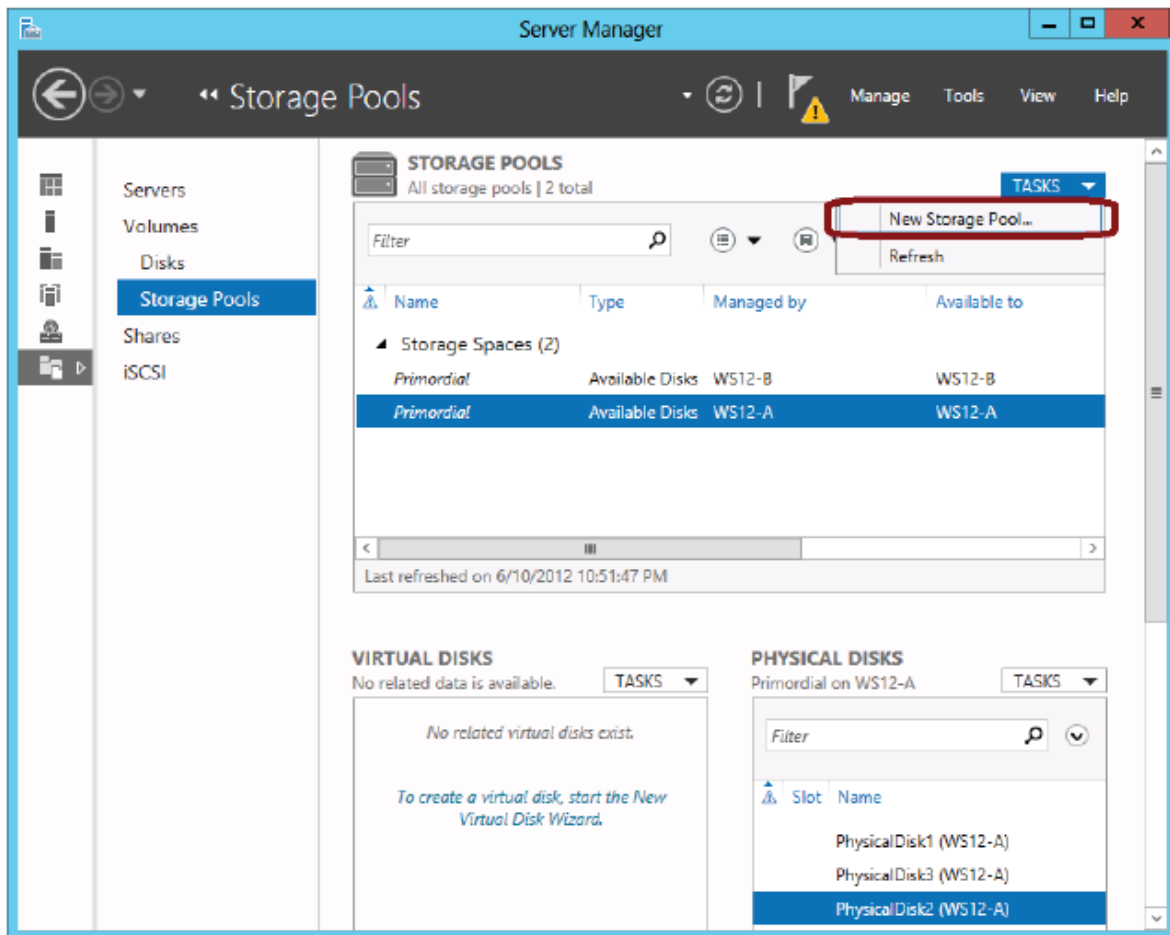 Server Manager
Storage Pools
Manage Tools View Help
Servers
Volumes
Disks
Storage Pools
Shares
iSCSI
STORAGE POOLS
All storage pools | 2 total
TASKS
New Storage Pool...
Refresh
Filter
Name Type Managed by Available to
Storage Spaces (2)
Primordial Available Disks WS12-B WS12-B
Primordial Available Disks WS12-A WS12-A
Last refreshed on 6/10/2012 10:51:47 PM
VIRTUAL DISKS
No related data is available.
TASKS
No related virtual disks exist.
To create a virtual disk, start the New
Virtual Disk Wizard.
PHYSICAL DISKS
Primordial on WS12-A
TASKS
Filter
Slot Name
PhysicalDisk1 (WS12-A)
PhysicalDisk3 (WS12-A)
PhysicalDisk2 (WS12-A)